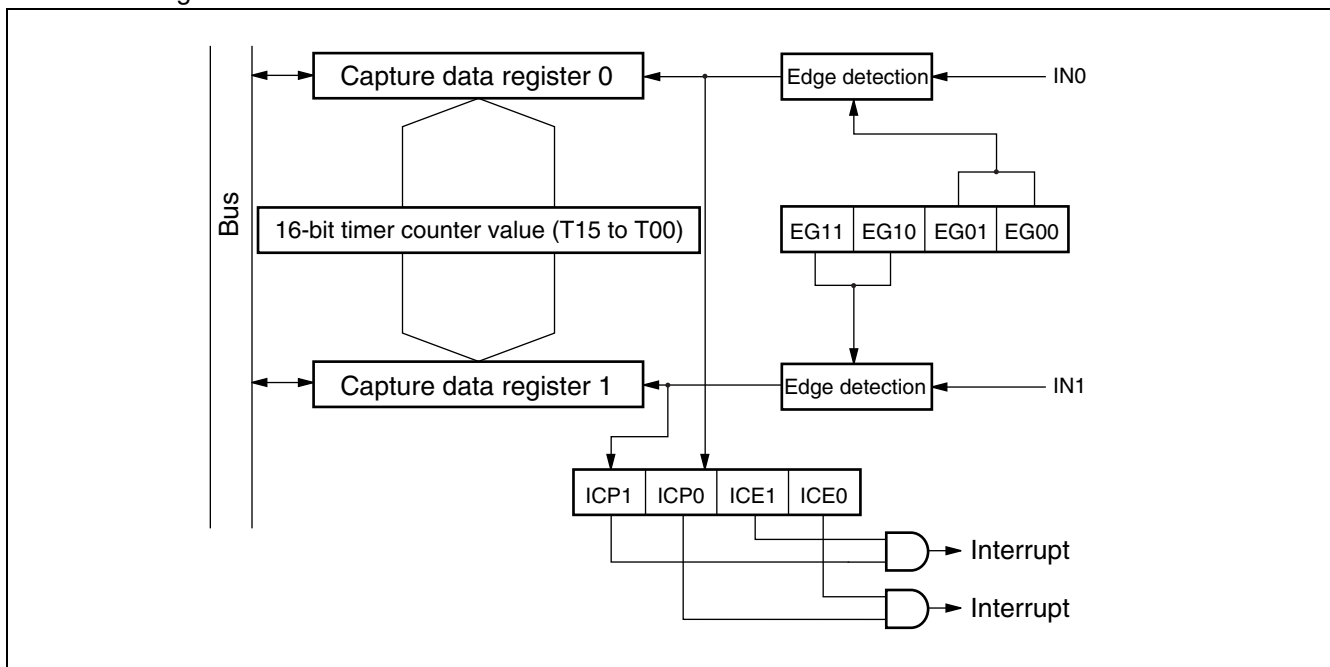 Capture data register 0
Edge detection
IN0
Bus
16-bit timer counter value (T15 to T00)
EG11 EG10 EG01 EG00
Capture data register 1
Edge detection
IN1
ICP1 ICP0 ICE1 ICE0
Interrupt
Interrupt